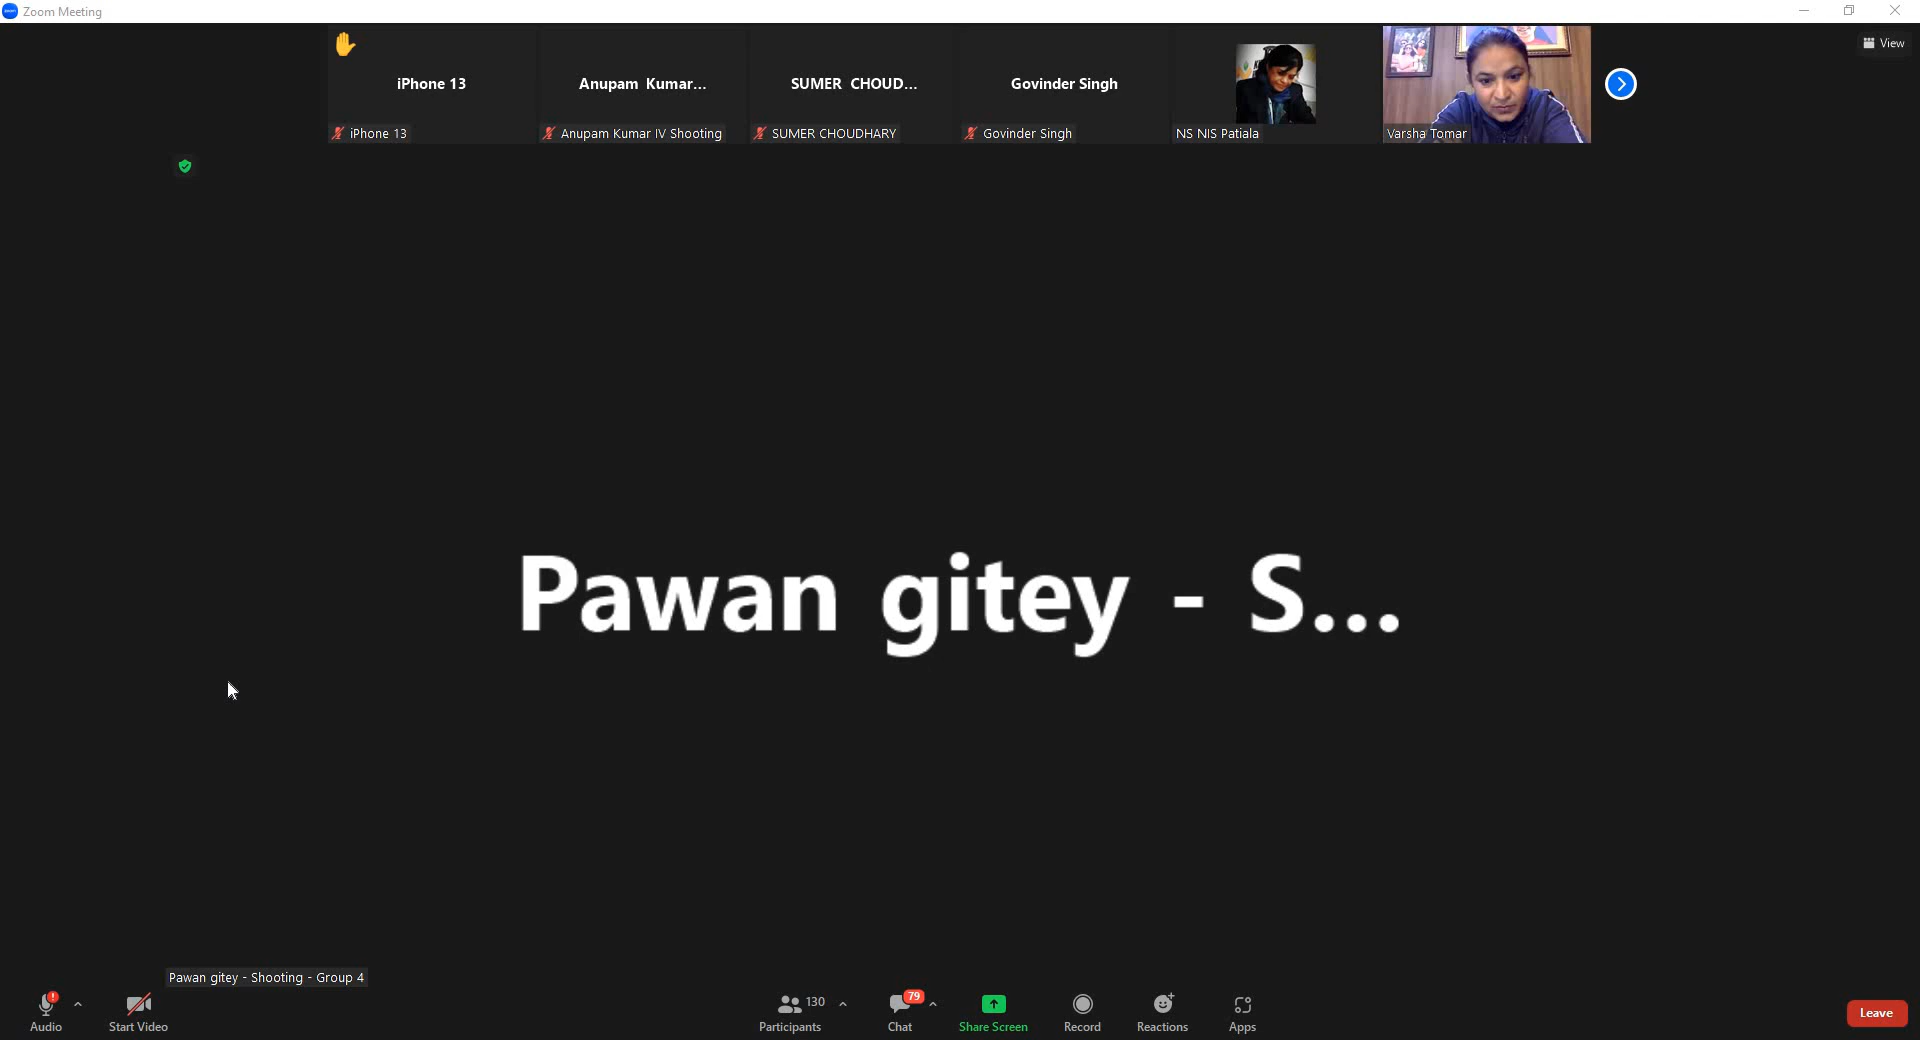 Zoom Meeting
View
iPhone 13
Anupam Kumar...
SUMER CHOUD...
Govinder Singh
iPhone 13
Anupam Kumar IV Shooting
SUMER CHOUDHARY
Govinder Singh
NS NIS Patiala
Varsha Tomar
Pawan gitey - S...
Pawan gitey - Shooting - Group 4
Audio
Start Video
130
Participants
79
Chat
Share Screen
Record
Reactions
Apps
Leave